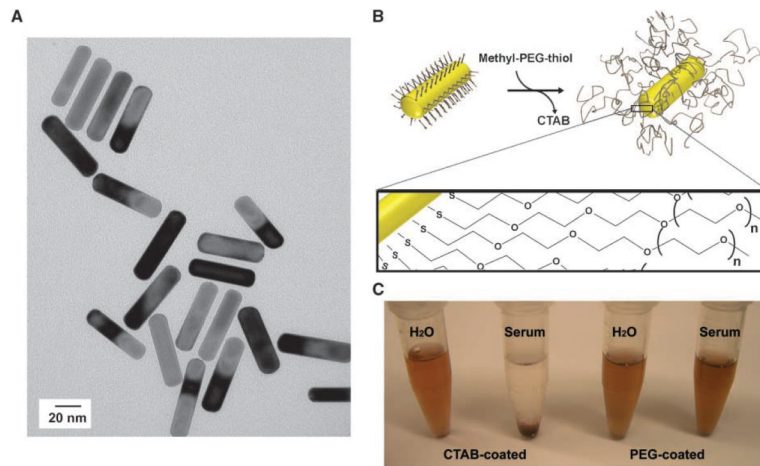 A
20 nm
B
Methyl-PEG-thiol
CTAB
S O O O
S O O O
S O O O
S O
n
n
C
H₂O
Serum
H₂O
Serum
CTAB-coated
PEG-coated